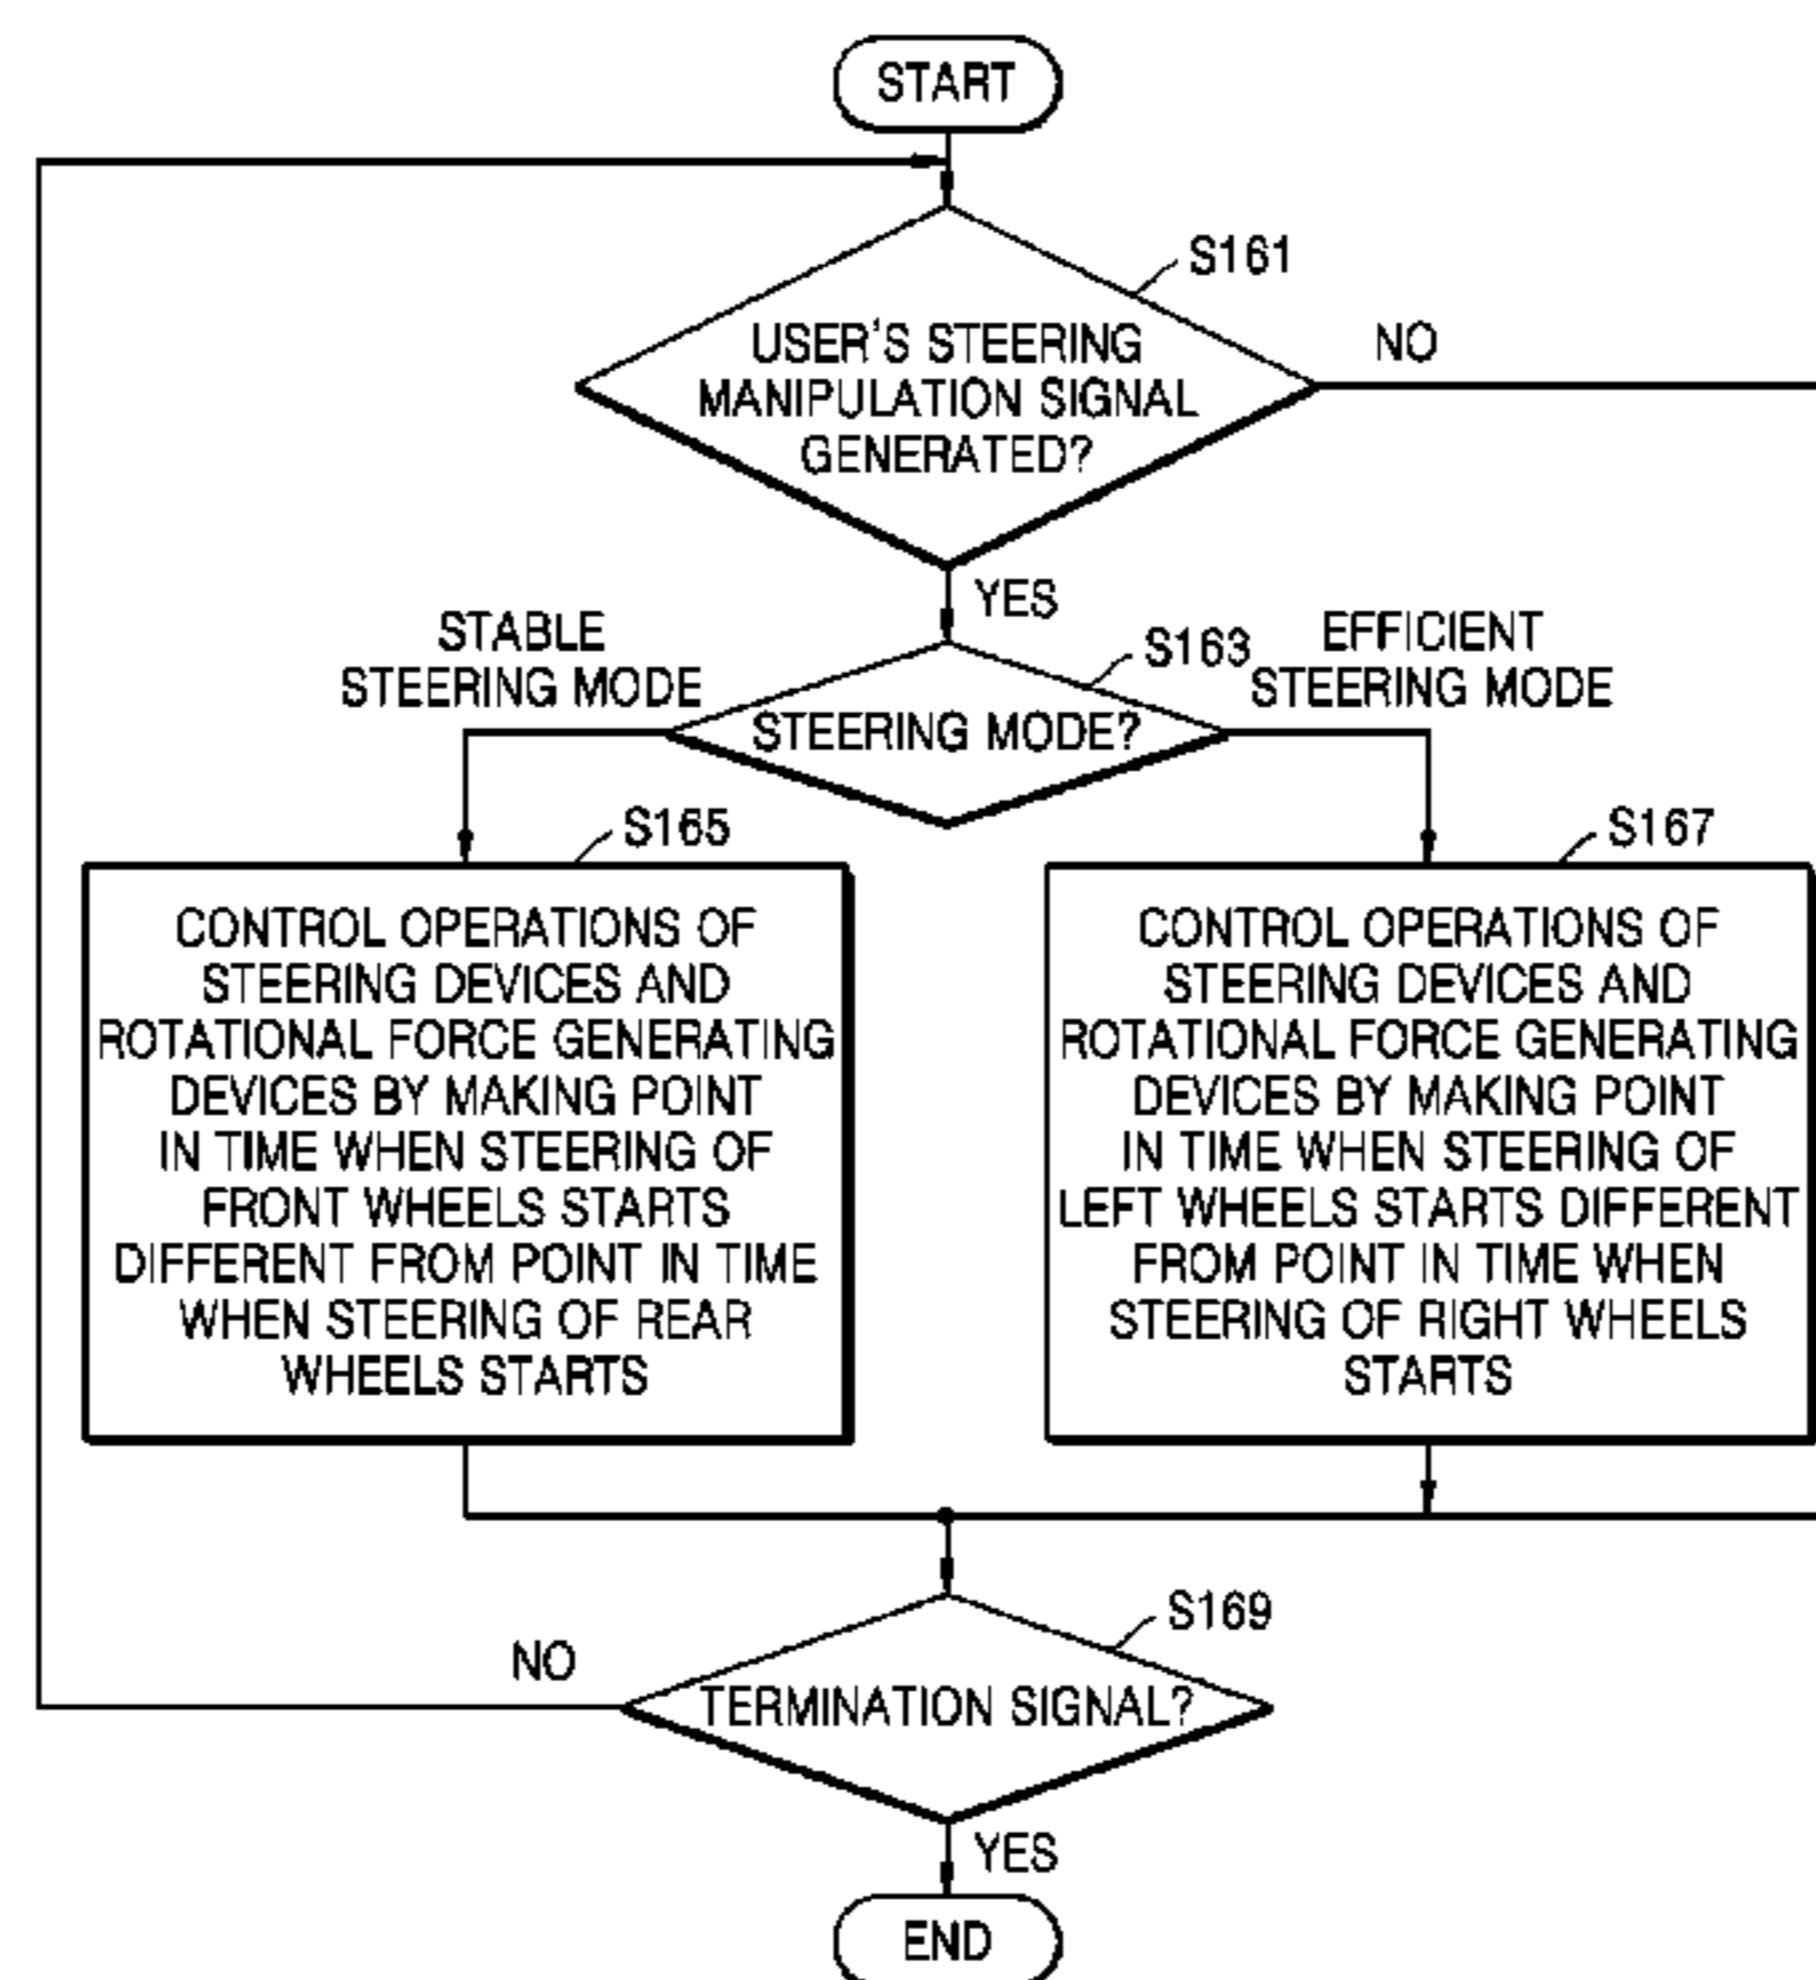 START
S161
USER'S STEERING
MANIPULATION SIGNAL
GENERATED?
NO
YES
STABLE
STEERING MODE
S163
EFFICIENT
STEERING MODE
STEERING MODE?
S165
CONTROL OPERATIONS OF
STEERING DEVICES AND
ROTATIONAL FORCE GENERATING
DEVICES BY MAKING POINT
IN TIME WHEN STEERING OF
FRONT WHEELS STARTS
DIFFERENT FROM POINT IN TIME
WHEN STEERING OF REAR
WHEELS STARTS
S167
CONTROL OPERATIONS OF
STEERING DEVICES AND
ROTATIONAL FORCE GENERATING
DEVICES BY MAKING POINT
IN TIME WHEN STEERING OF
LEFT WHEELS STARTS DIFFERENT
FROM POINT IN TIME WHEN
STEERING OF RIGHT WHEELS
STARTS
S169
NO
TERMINATION SIGNAL?
YES
END